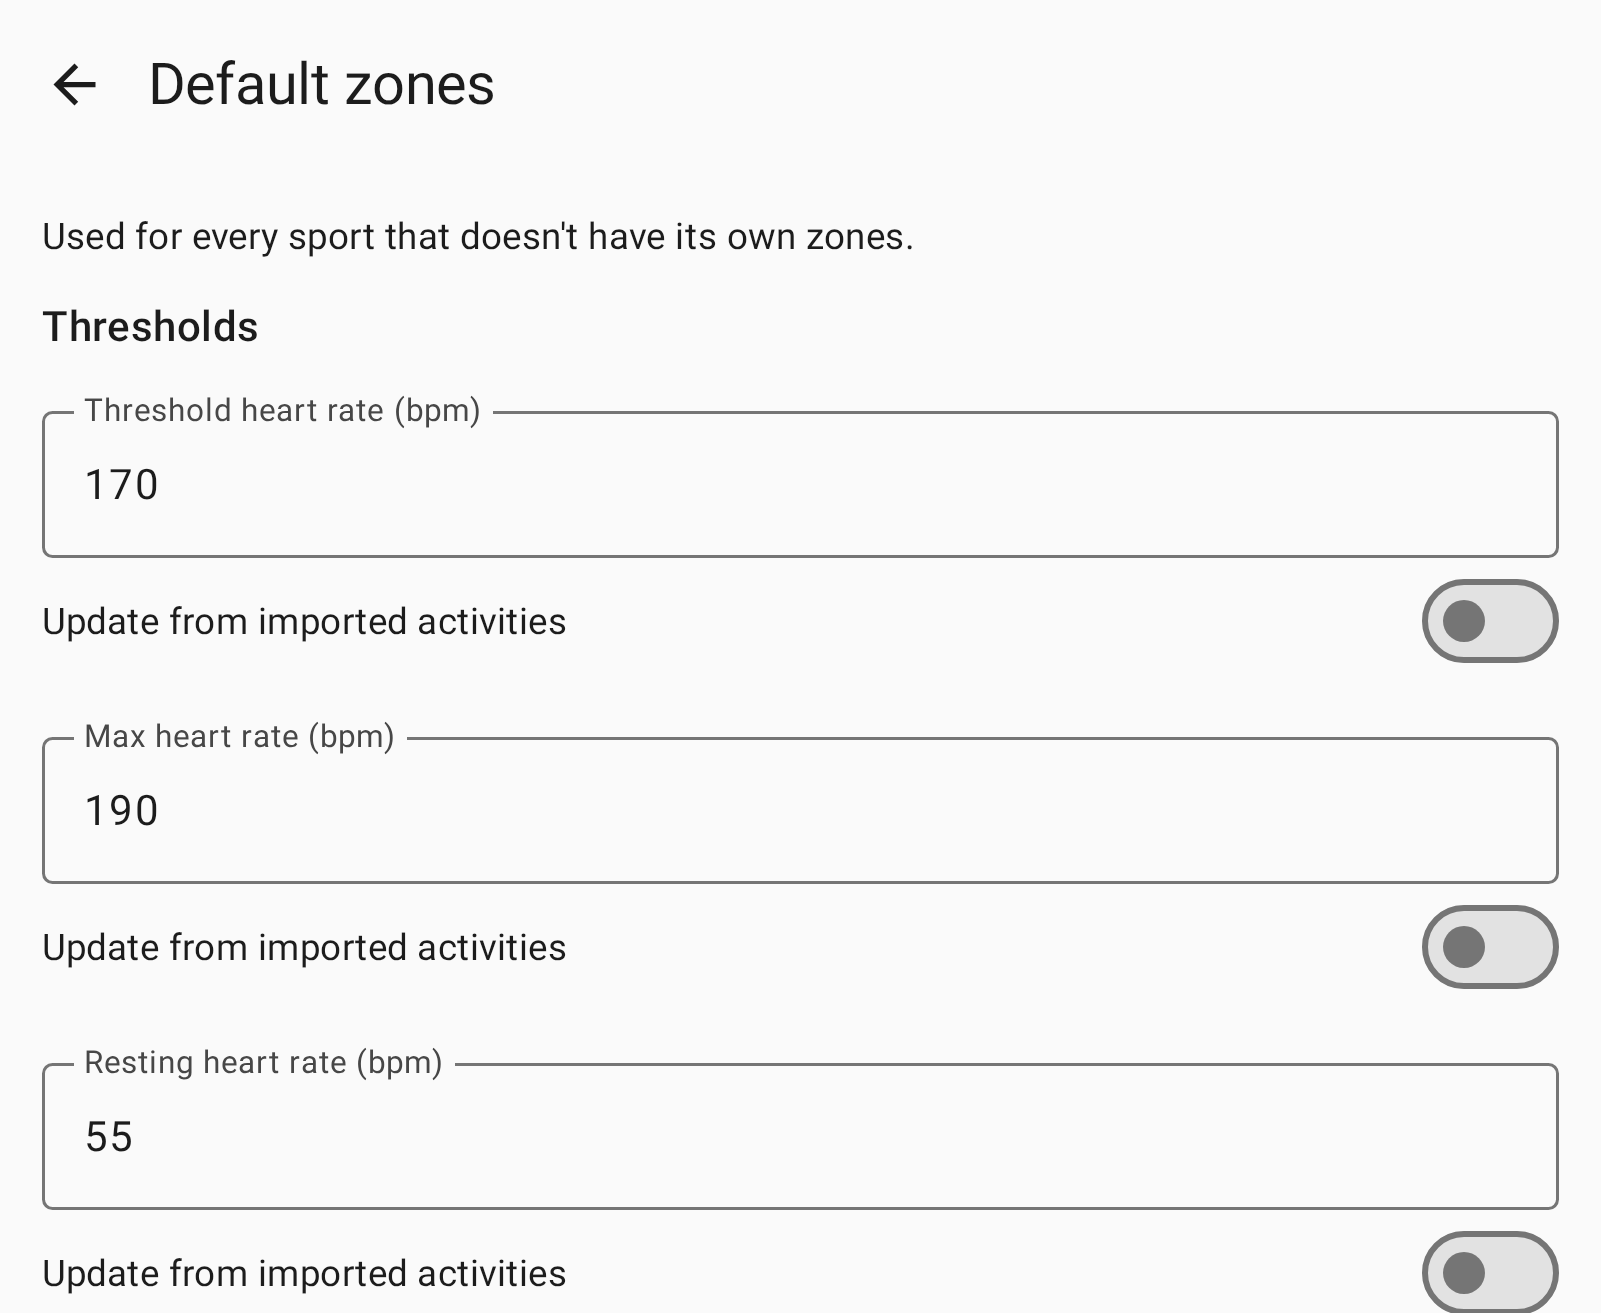 Default zones
Used for every sport that doesn't have its own zones.
Thresholds
Threshold heart rate (bpm)
170
Update from imported activities
Max heart rate (bpm)
190
Update from imported activities
Resting heart rate (bpm)
55
Update from imported activities